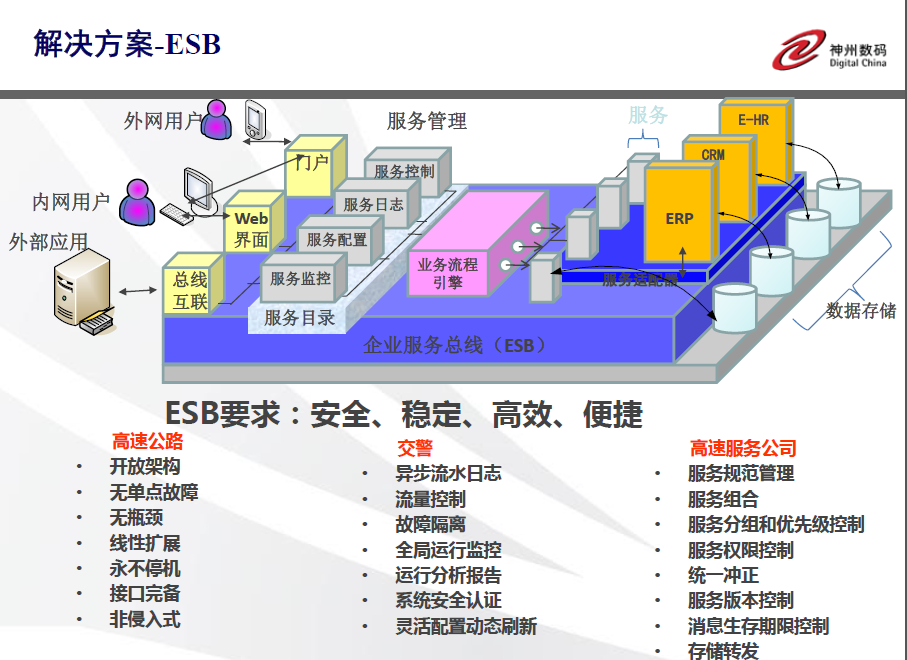 解决方案-ESB
神州数码
Digital China
外网用户
服务管理
服务
E-HR
门户
CRM
服务控制
内网用户
服务日志
Web
界面
ERP
外部应用
服务配置
业务流程
引擎
总线
互联
服务监控
服务适配器
数据存储
服务目录
企业服务总线（ESB）
ESB要求：安全、稳定、高效、便捷
高速公路
• 开放架构
• 无单点故障
• 无瓶颈
• 线性扩展
• 永不停机
• 接口完备
• 非侵入式
交警
• 异步流水日志
• 流量控制
• 故障隔离
• 全局运行监控
• 运行分析报告
• 系统安全认证
• 灵活配置动态刷新
高速服务公司
• 服务规范管理
• 服务组合
• 服务分组和优先级控制
• 服务权限控制
• 统一冲正
• 服务版本控制
• 消息生存期限控制
• 存储转发